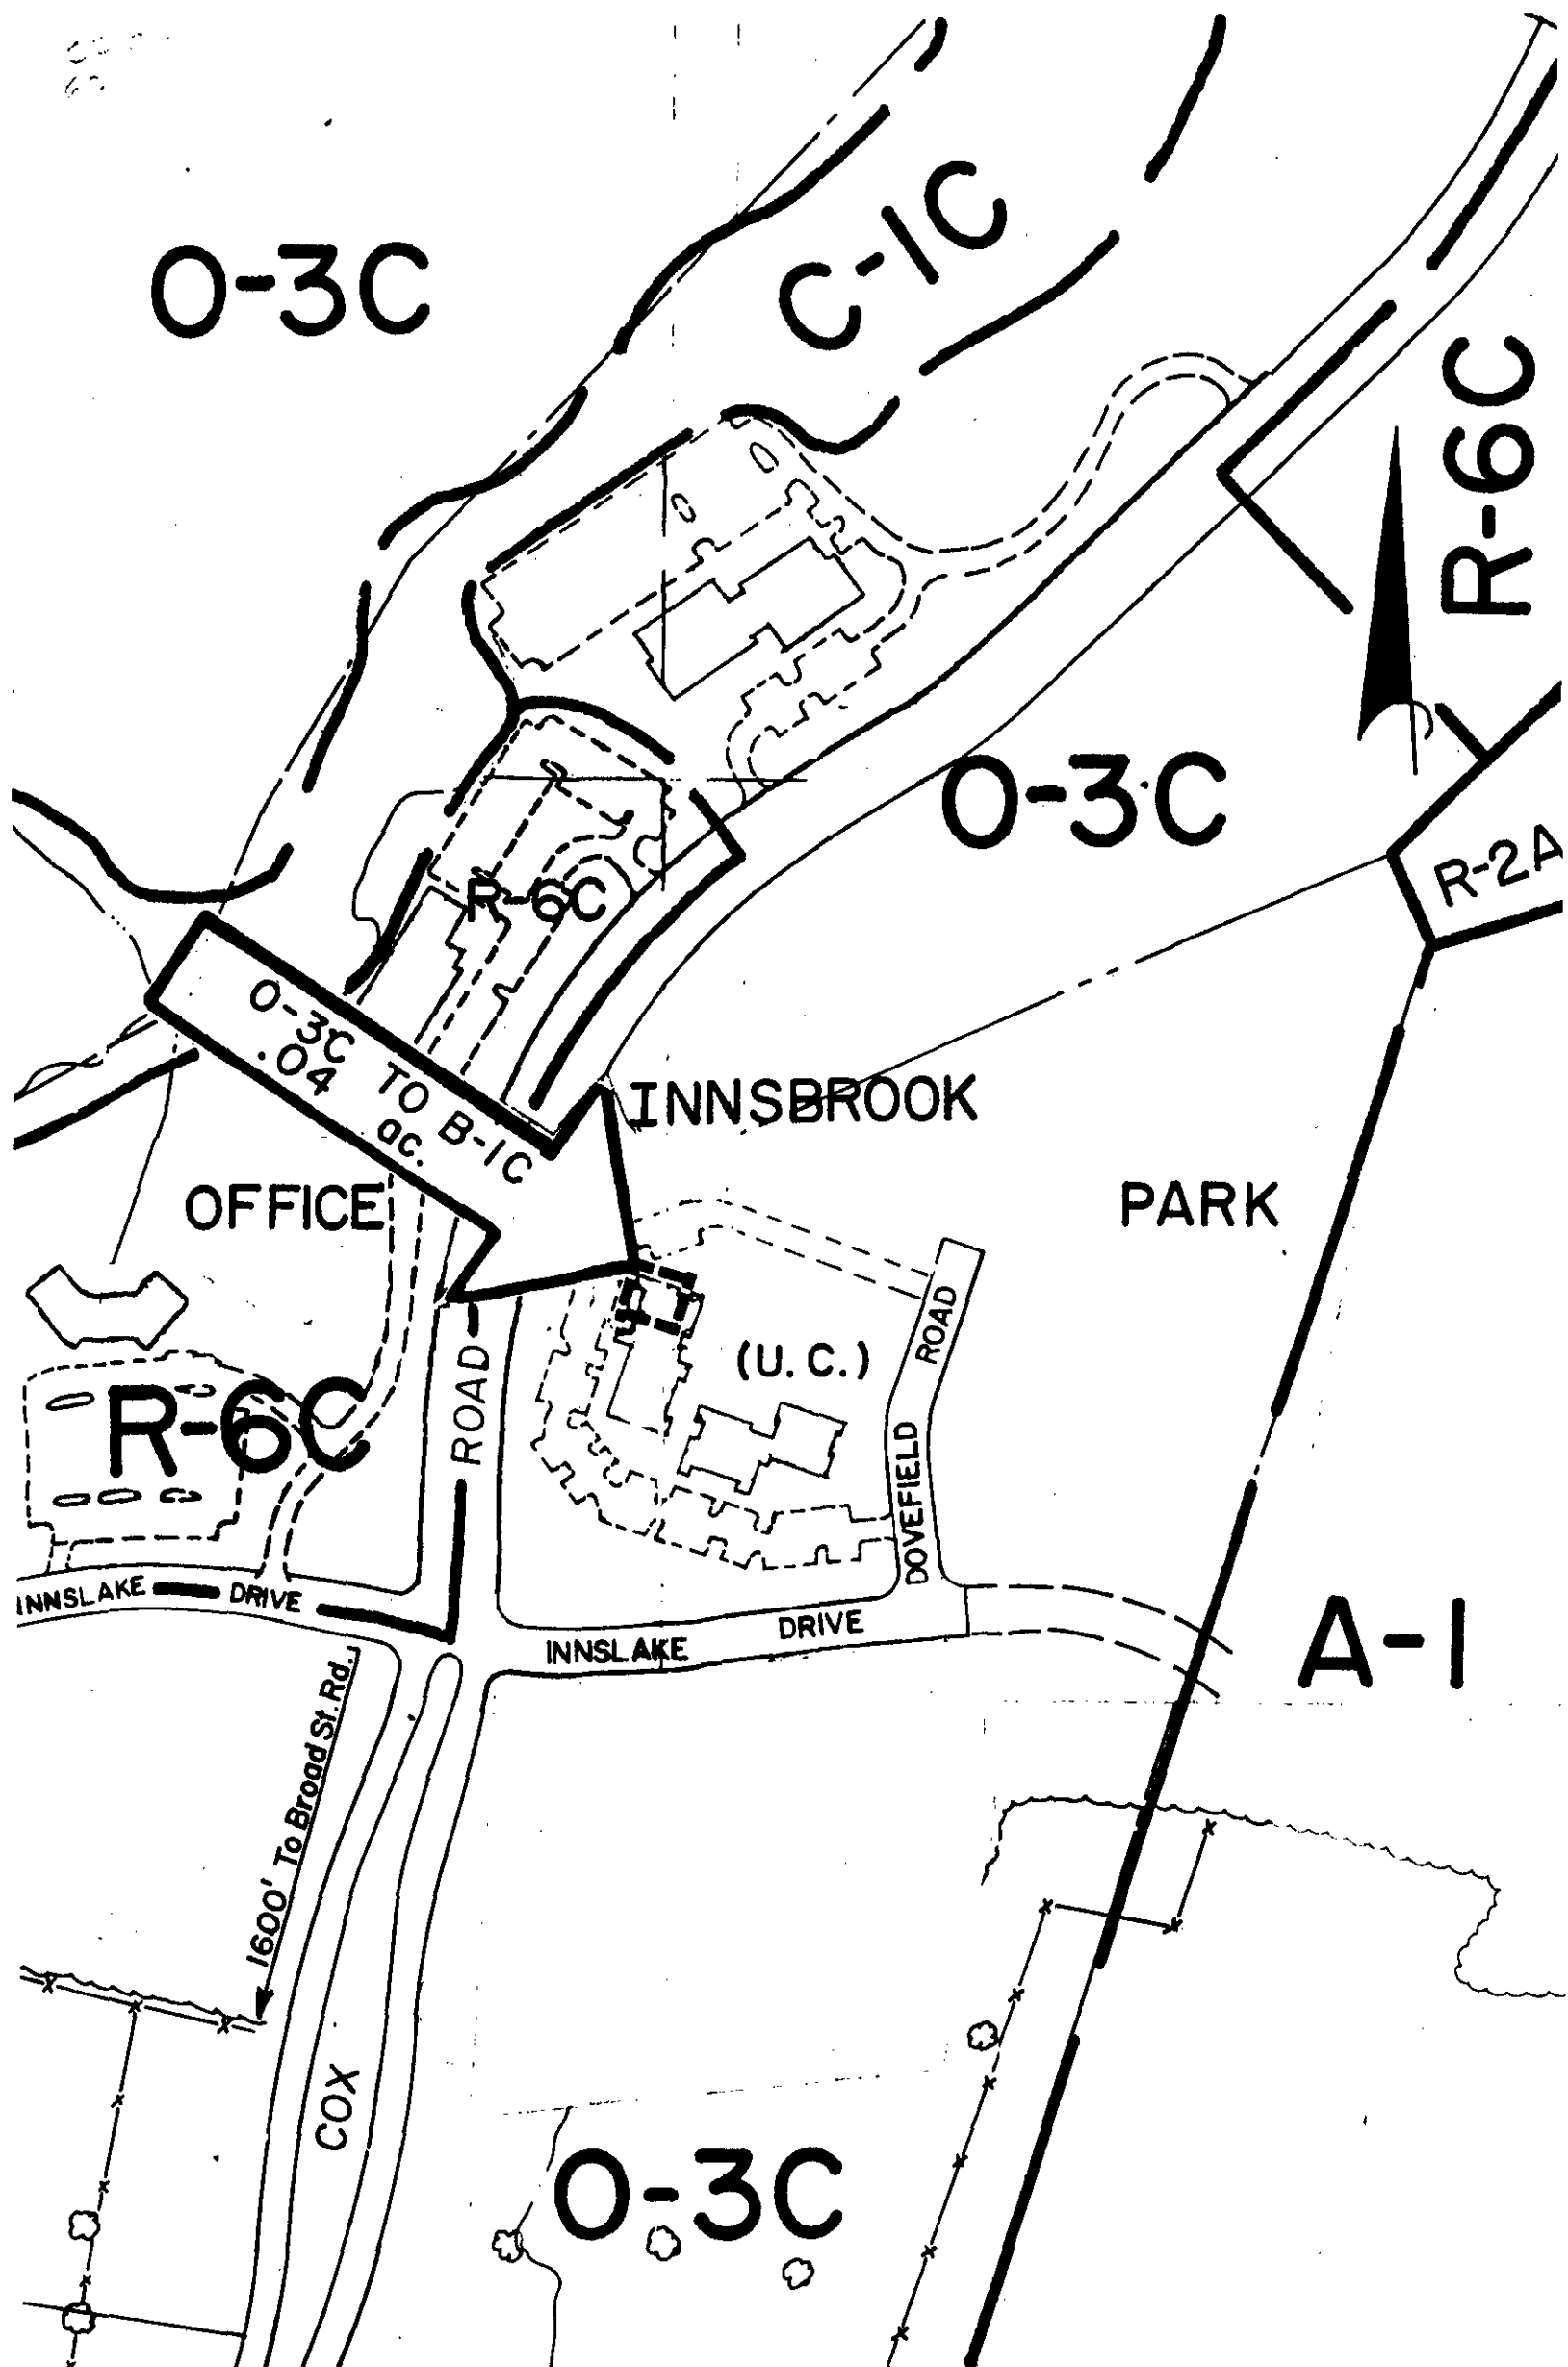 O-3C
C-1C
R-6C
O-3C
R-2A
R-6C
O-3C TO B-1C
.04 ac.
INNSBROOK
OFFICE
PARK
ROAD
(U.C.)
R-6C
ROAD
DOVEFIELD
INNSLAKE DRIVE
INNSLAKE DRIVE
A-1
1600' To Broad St. Rd.
COX
O-3C